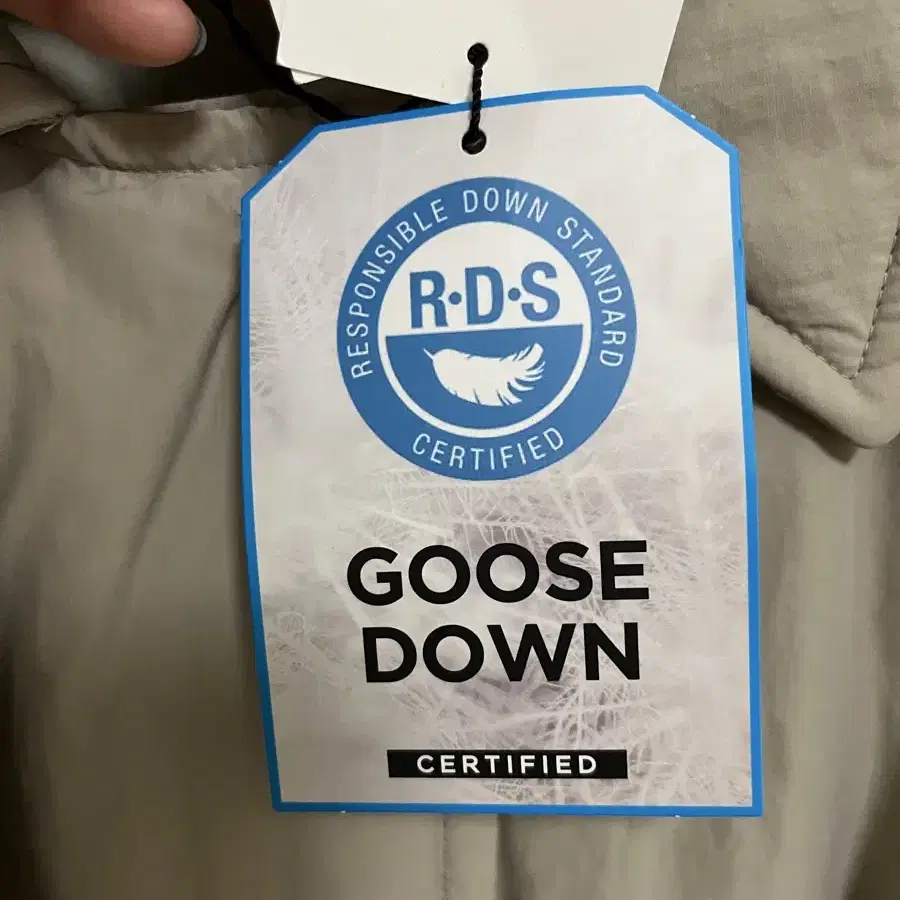 RESPONSIBLE DOWN STANDARD
R·D·S
CERTIFIED
GOOSE
DOWN
CERTIFIED